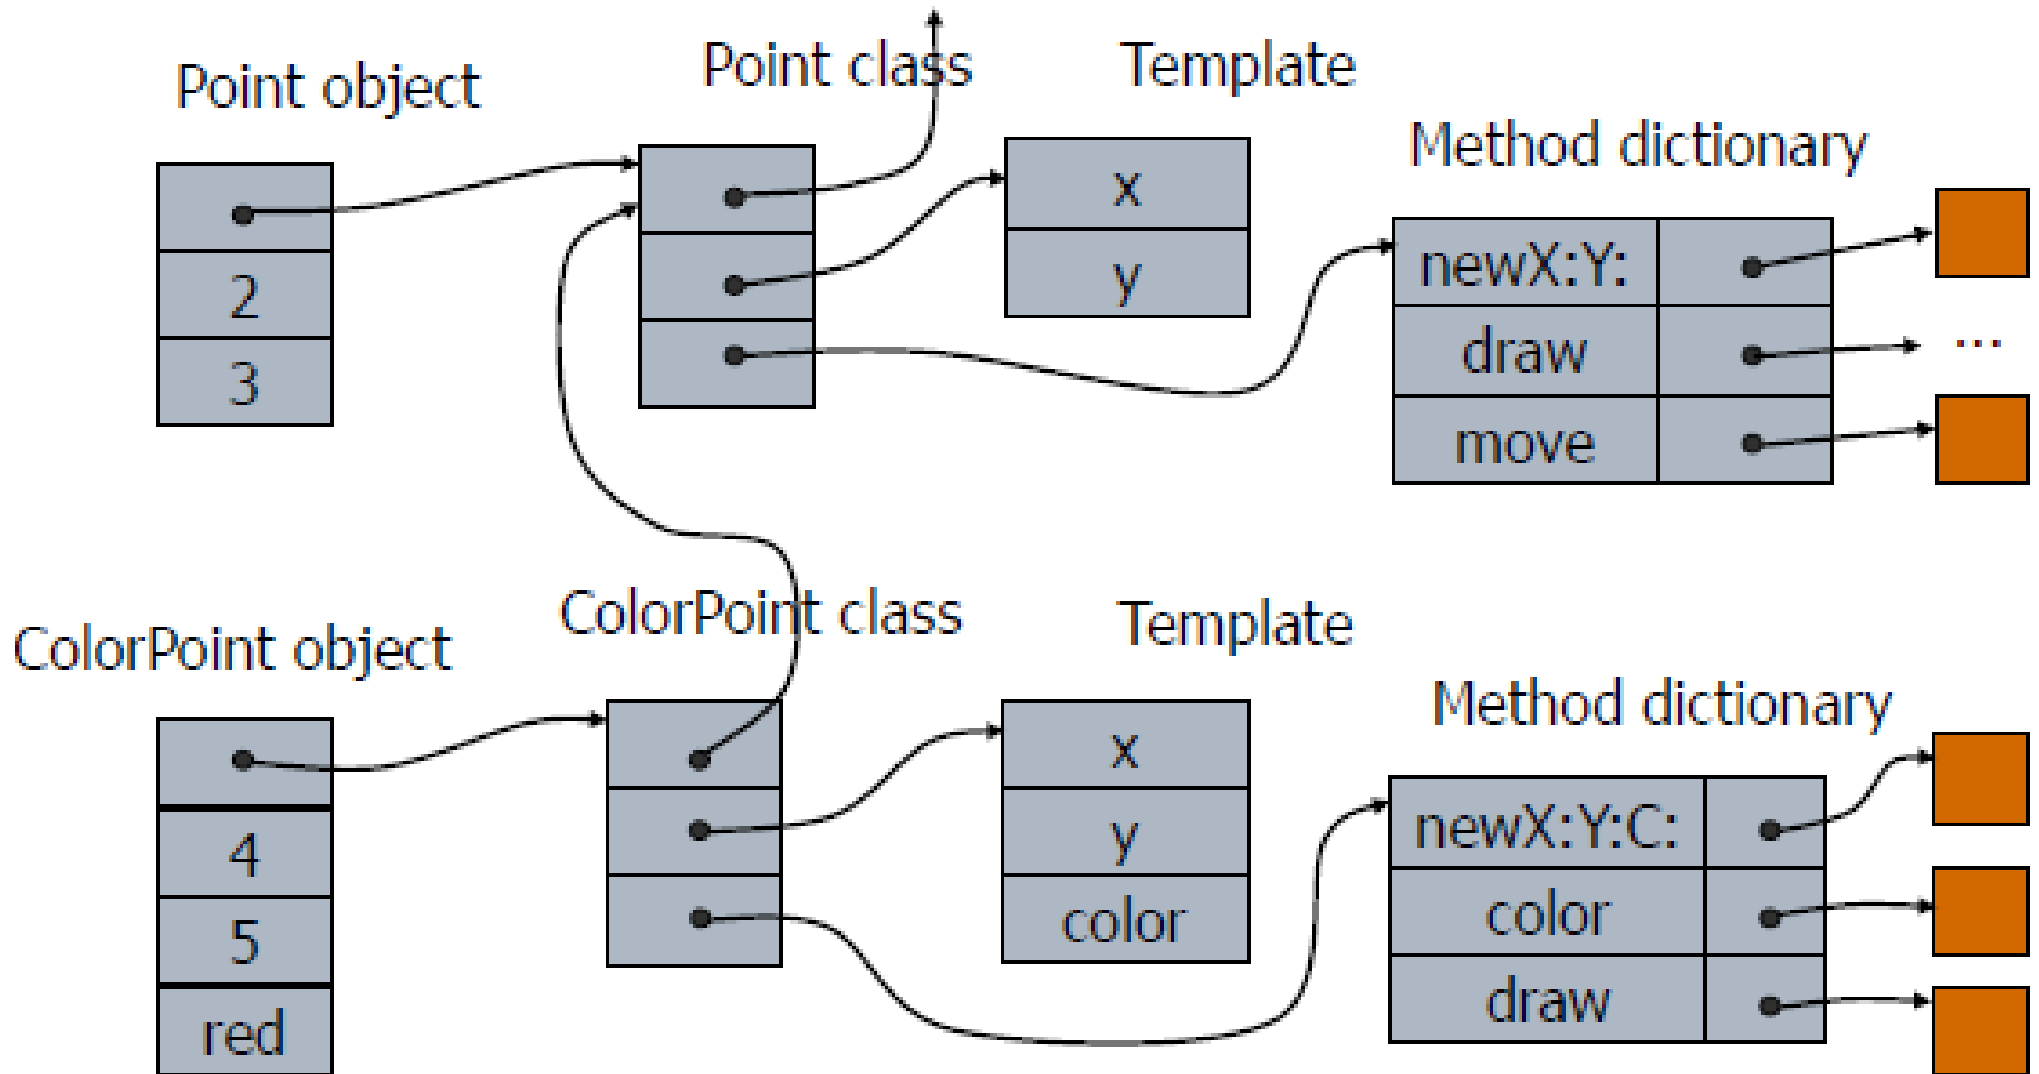 Point object
Point class
Template
Method dictionary
2
3
x
y
newX:Y:
draw
move
...
ColorPoint object
ColorPoint class
Template
Method dictionary
4
5
red
x
y
color
newX:Y:C:
color
draw